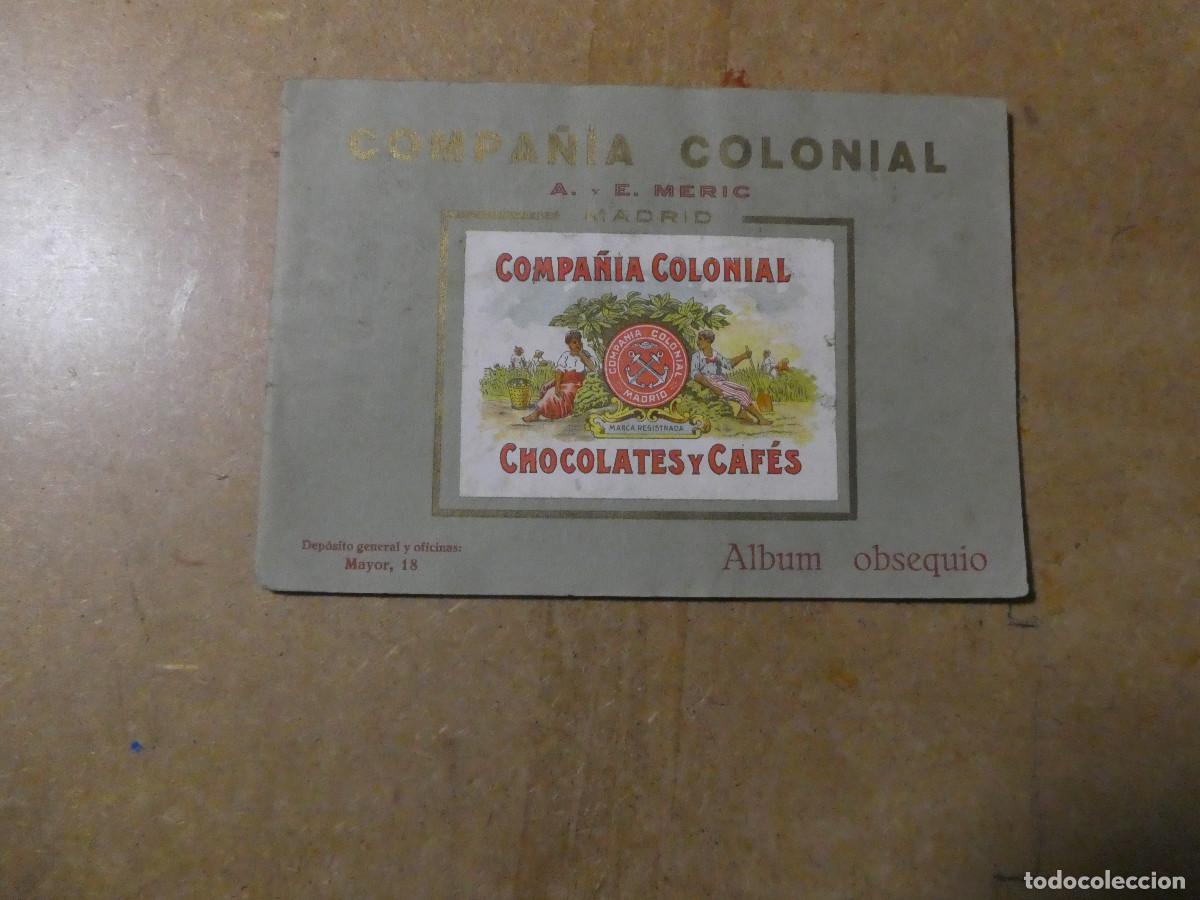 COMPAÑIA COLONIAL
A. Y E. MERIC
MADRID
COMPAÑIA COLONIAL
COMPAÑIA COLONIAL
MADRID
MARCA REGISTRADA
CHOCOLATES Y CAFÉS
Depósito general y oficinas:
Mayor, 18
Album obsequio
todocoleccion